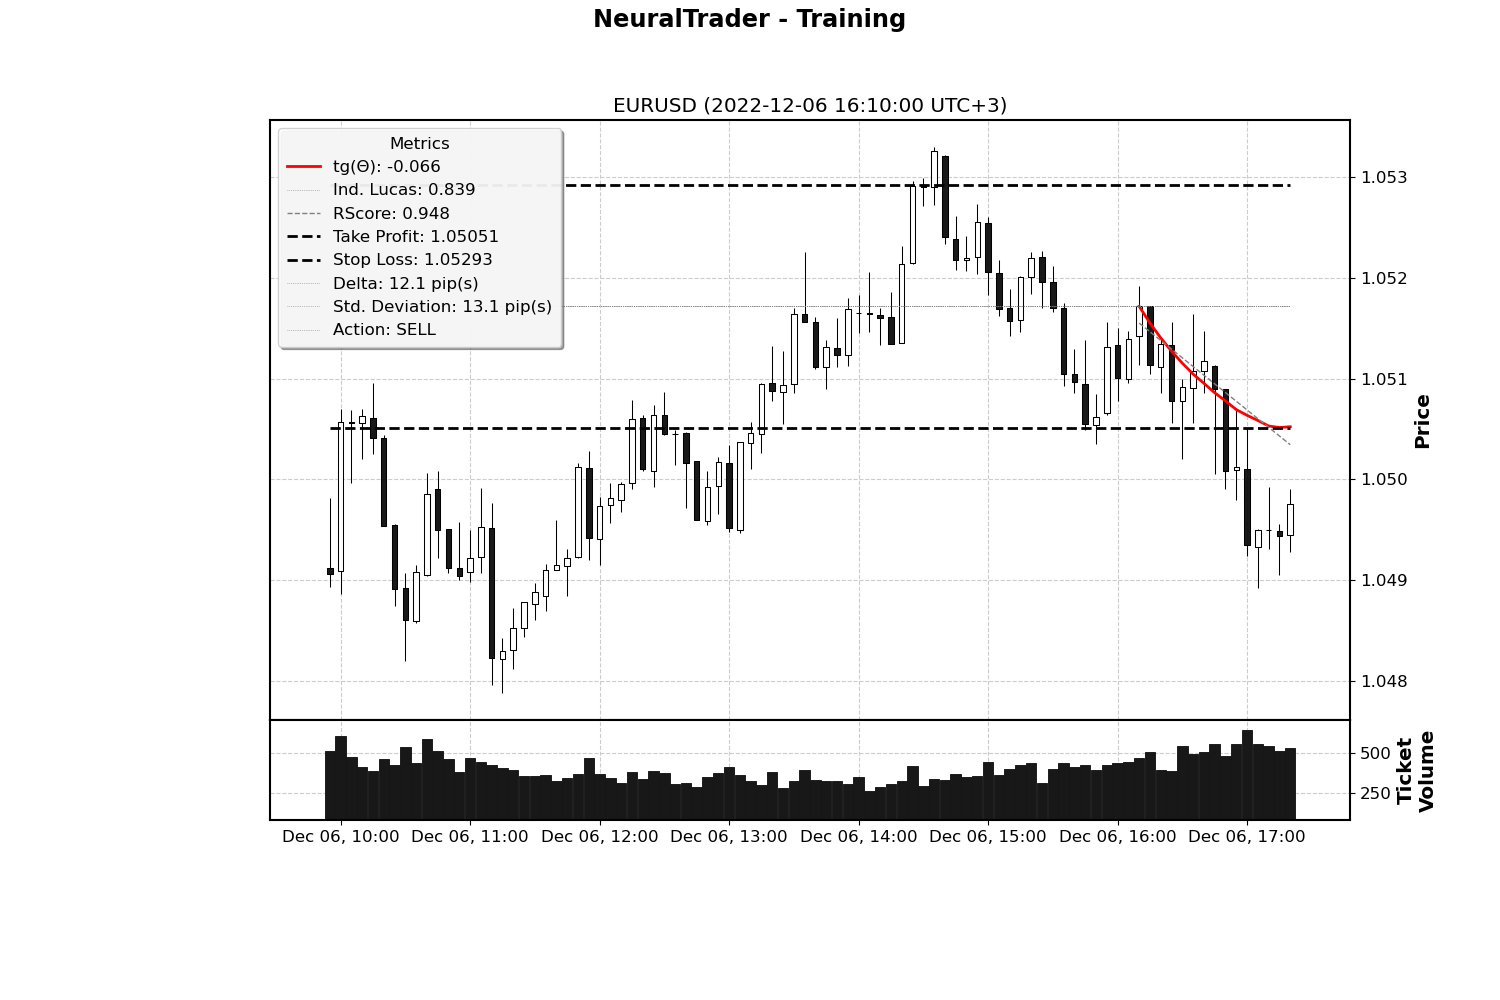 NeuralTrader - Training
EURUSD (2022-12-06 16:10:00 UTC+3)
Metrics
tg(Θ): -0.066
Ind. Lucas: 0.839
RScore: 0.948
Take Profit: 1.05051
Stop Loss: 1.05293
Delta: 12.1 pip(s)
Std. Deviation: 13.1 pip(s)
Action: SELL
1.053
1.052
1.051
1.050
1.049
1.048
Price
500
250
Ticket
Volume
Dec 06, 10:00
Dec 06, 11:00
Dec 06, 12:00
Dec 06, 13:00
Dec 06, 14:00
Dec 06, 15:00
Dec 06, 16:00
Dec 06, 17:00